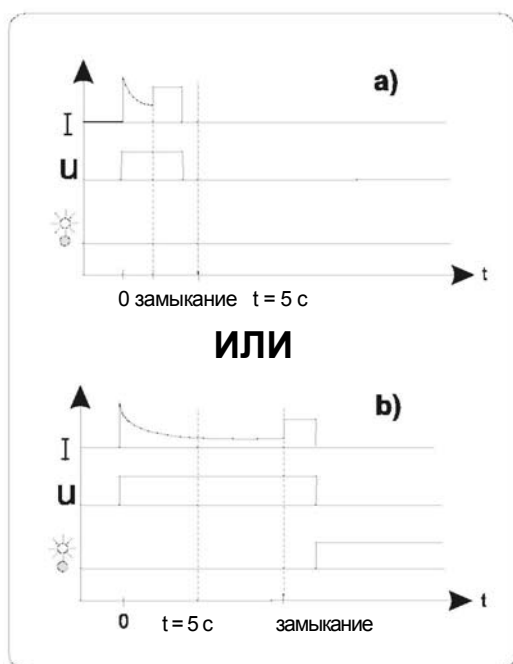 a)
I
u
t
0 замыкание t = 5 c
ИЛИ
b)
I
u
t
0 t = 5 c замыкание